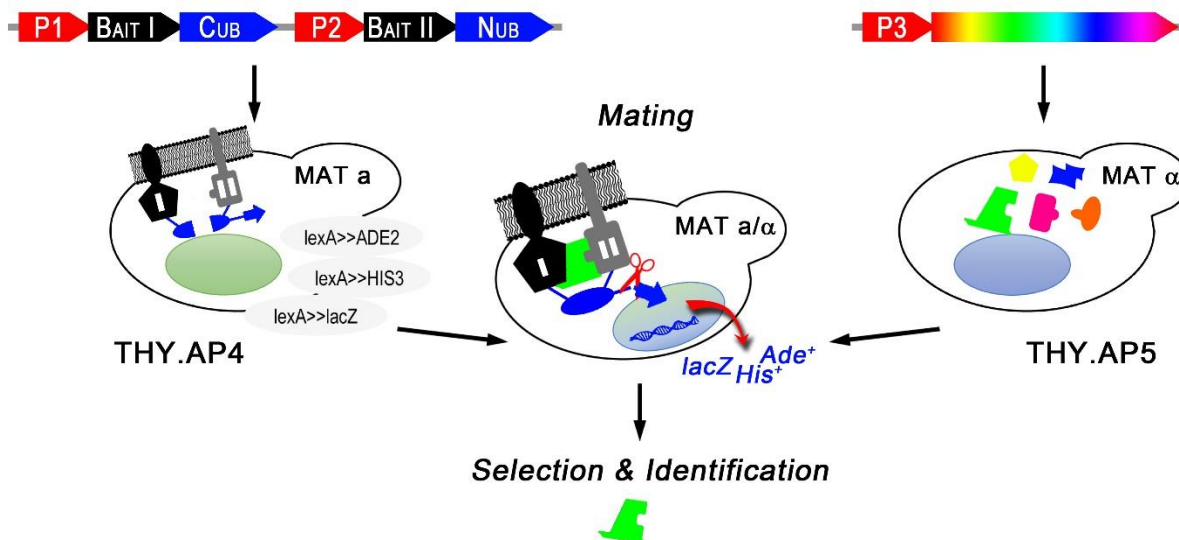 P1 BAIT I CUB P2 BAIT II NUB
P3
Mating
MAT a
MAT a/α
MAT α
lexA>>ADE2
lexA>>HIS3
lexA>>lacZ
THY.AP4
lacZ His⁺ Ade⁺
THY.AP5
Selection & Identification